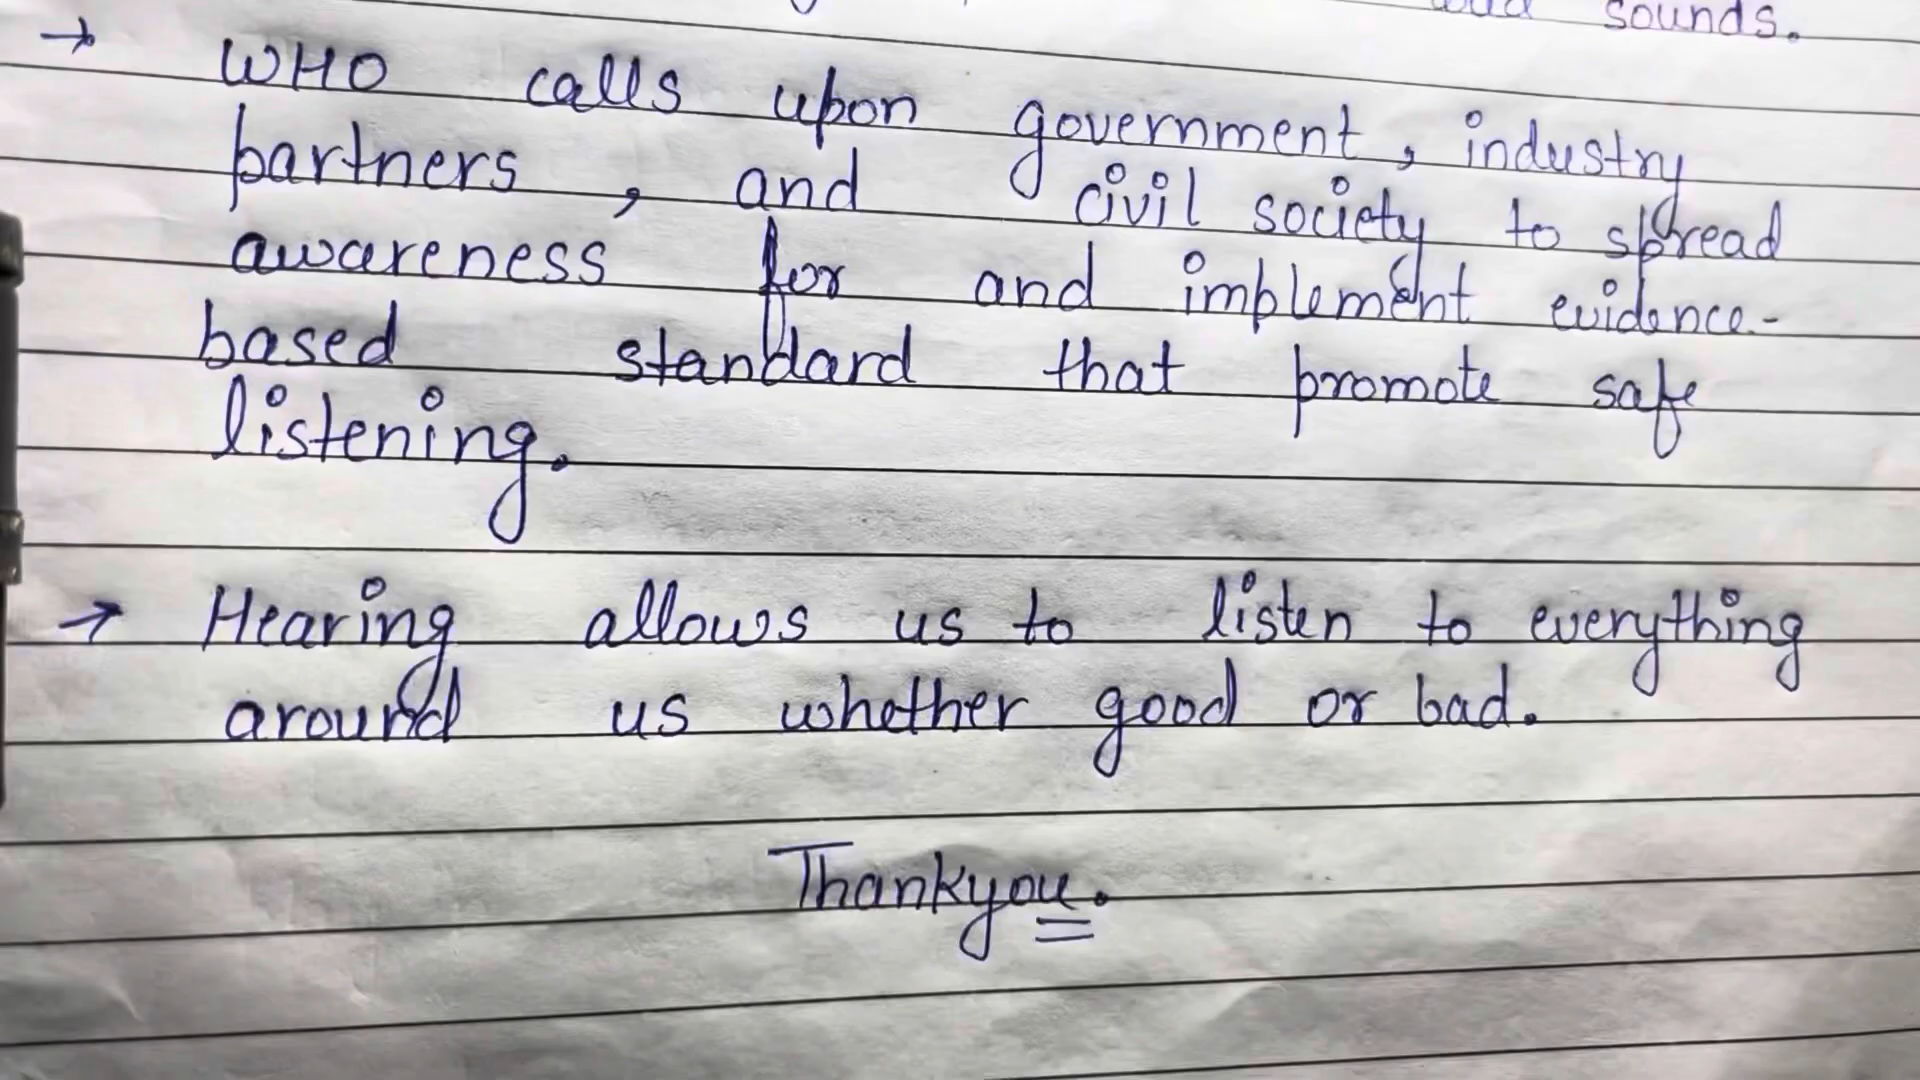 sounds.
→ WHO calls upon government, industry
partners, and civil society to spread
awareness for and implement evidence-
based standard that promote safe
listening.
→ Hearing allows us to listen to everything
around us whether good or bad.
Thankyou.